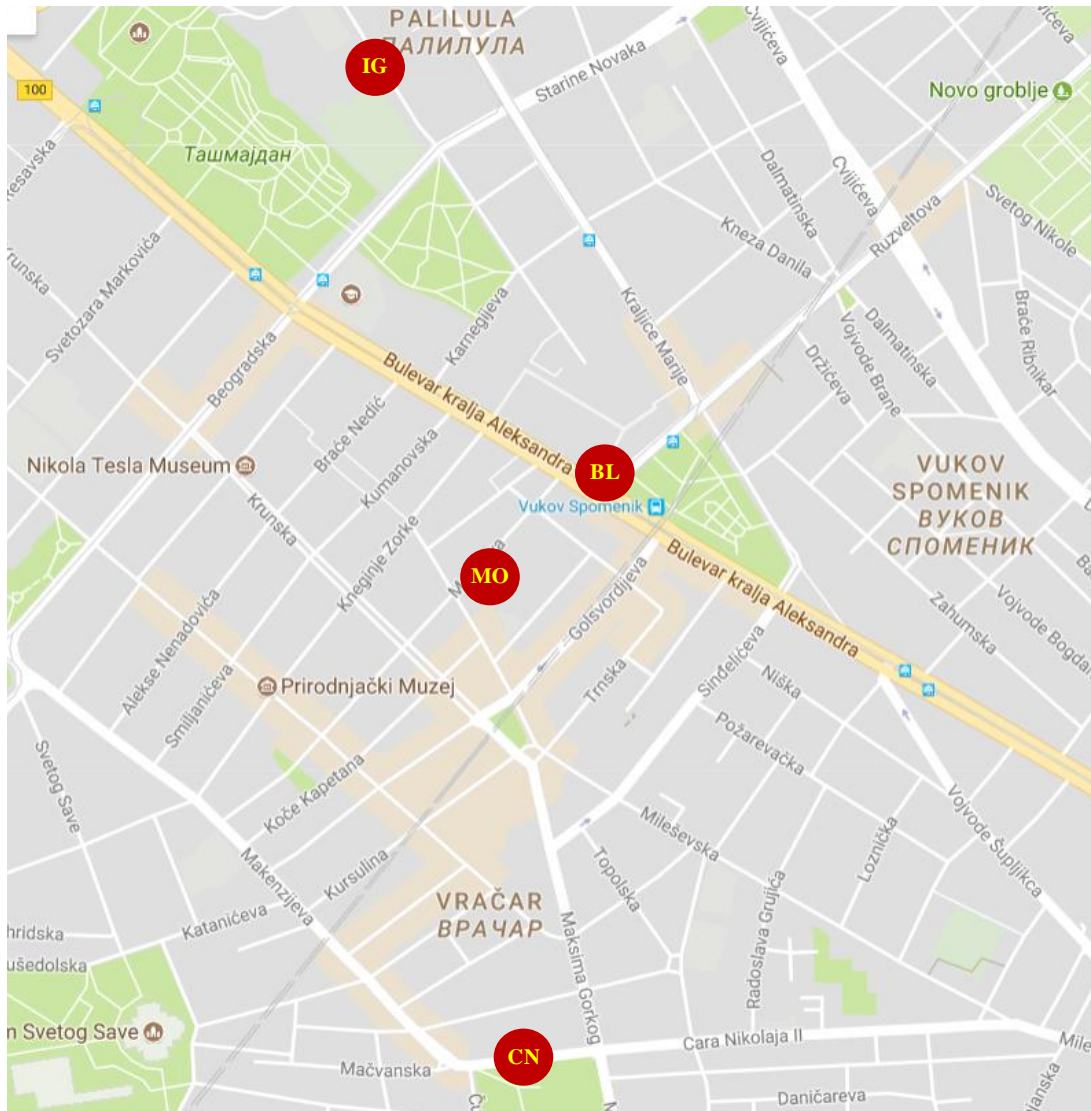 PALILULA
ПАЛИЛУЛА
IG
100
Ташмајдан
Starine Novaka
Cvijićeva
Novo groblje
Cvijićeva
Dalmatinska
Ruzveltova
Svetog Nikole
Kneza Danila
Krunska
Svetozara Markovića
Beogradska
Karnegijeva
Kraljice Marije
Vojvode Brane
Dalmatinska
Braće Ribnikar
Držićeva
Bulevar kralja Aleksandra
Braće Nedić
Kumanovska
Nikola Tesla Museum
BL
Vukov Spomenik
VUKOV
SPOMENIK
ВУКОВ
СПОМЕНИК
Krunska
Kneginje Zorke
MO
Golsvordijeva
Bulevar kralja Aleksandra
Zahumska
Vojvode Bogda
Alekse Nenadovića
Smiljanićeva
Prirodnjački Muzej
Trnska
Sinđelićeva
Niška
Požarevačka
Svetog Save
Koče Kapetana
Mileševska
Vojvode Šupljikca
Loznička
Makenzijeva
Kursulina
Topolska
Radoslava Grujića
Katanićeva
VRAČAR
ВРАЧАР
Maksima Gorkog
hridska
ušedolska
n Svetog Save
CN
Cara Nikolaja II
Mile
Mačvanska
Daničareva